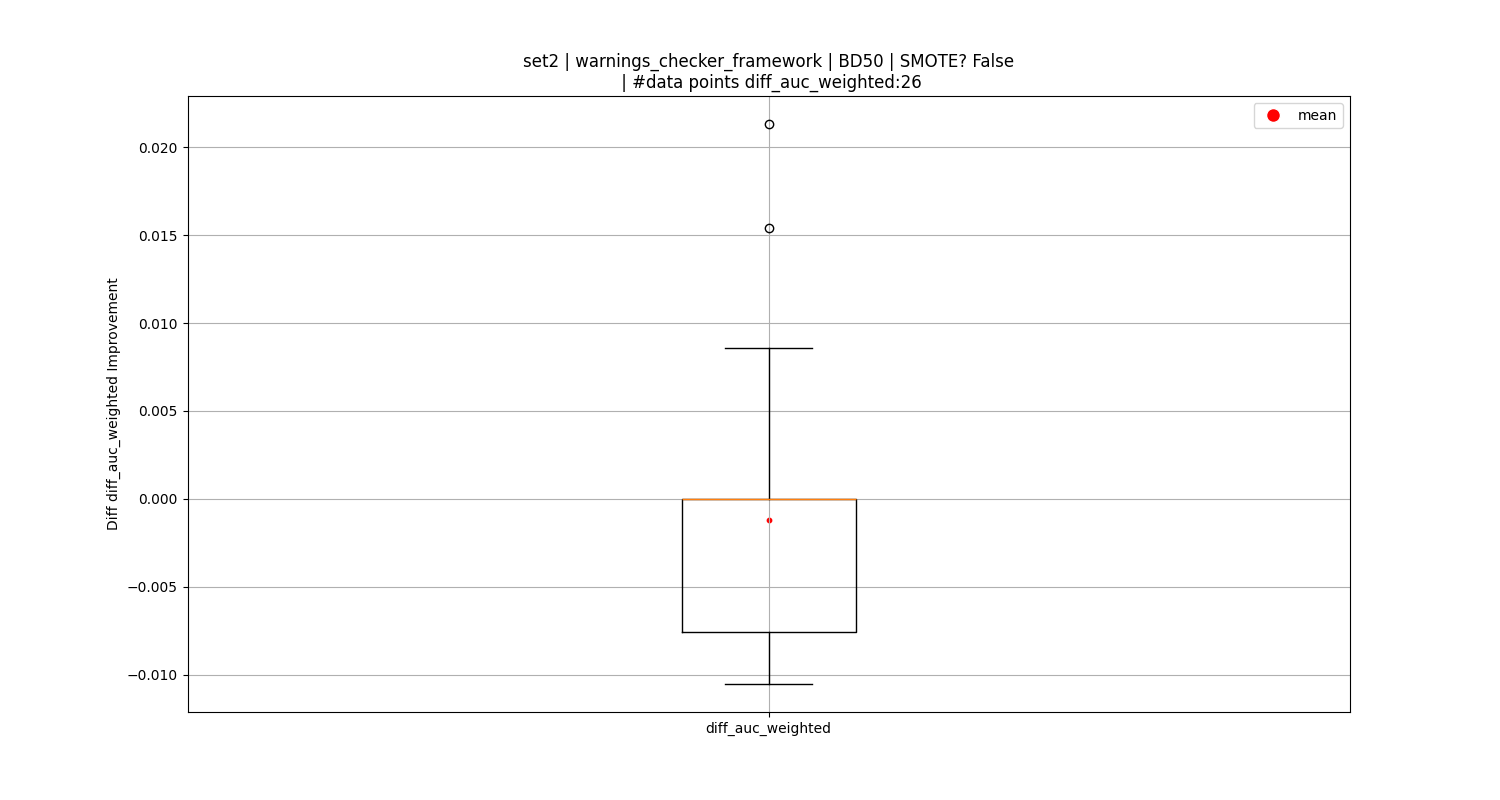 set2 | warnings_checker_framework | BD50 | SMOTE? False
| #data points diff_auc_weighted:26
mean
0.020
0.015
0.010
0.005
0.000
−0.005
−0.010
Diff diff_auc_weighted Improvement
diff_auc_weighted